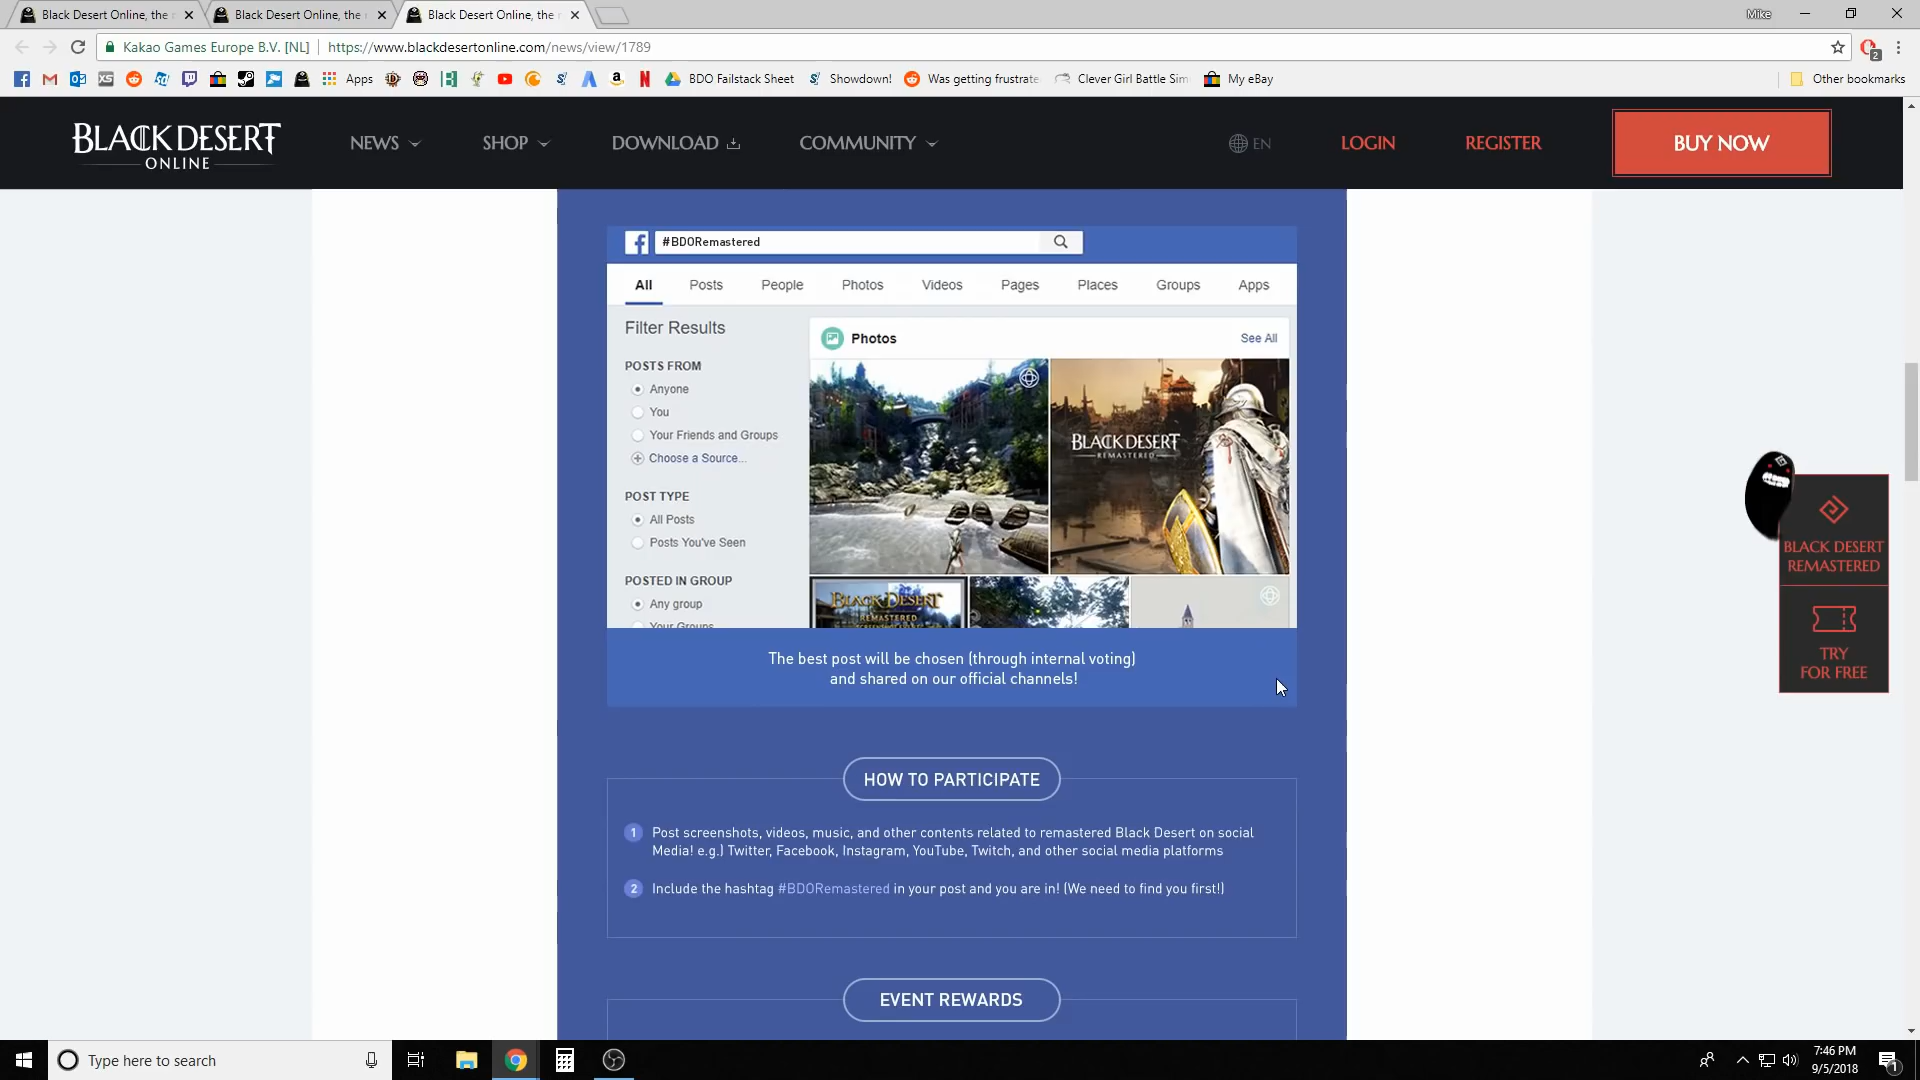 Black Desert Online, the
Black Desert Online, the
Black Desert Online, the
Mike
Kakao Games Europe B.V. [NL]
https://www.blackdesertonline.com/news/view/1789
2
Apps
BDO Failstack Sheet
Showdown!
Was getting frustrate
Clever Girl Battle Sim
My eBay
Other bookmarks
BLACK DESERT
ONLINE
NEWS
SHOP
DOWNLOAD
COMMUNITY
EN
LOGIN
REGISTER
BUY NOW
#BDORemastered
All
Posts
People
Photos
Videos
Pages
Places
Groups
Apps
Filter Results
POSTS FROM
Anyone
You
Your Friends and Groups
Choose a Source...
POST TYPE
All Posts
Posts You've Seen
POSTED IN GROUP
Any group
Your Groups
Photos
See All
BLACK DESERT
REMASTERED
BLACK DESERT
REMASTERED
The best post will be chosen (through internal voting)
and shared on our official channels!
HOW TO PARTICIPATE
1 Post screenshots, videos, music, and other contents related to remastered Black Desert on social
Media! e.g.) Twitter, Facebook, Instagram, YouTube, Twitch, and other social media platforms
2 Include the hashtag #BDORemastered in your post and you are in! (We need to find you first!)
EVENT REWARDS
BLACK DESERT
REMASTERED
TRY
FOR FREE
Type here to search
7:46 PM
9/5/2018
1